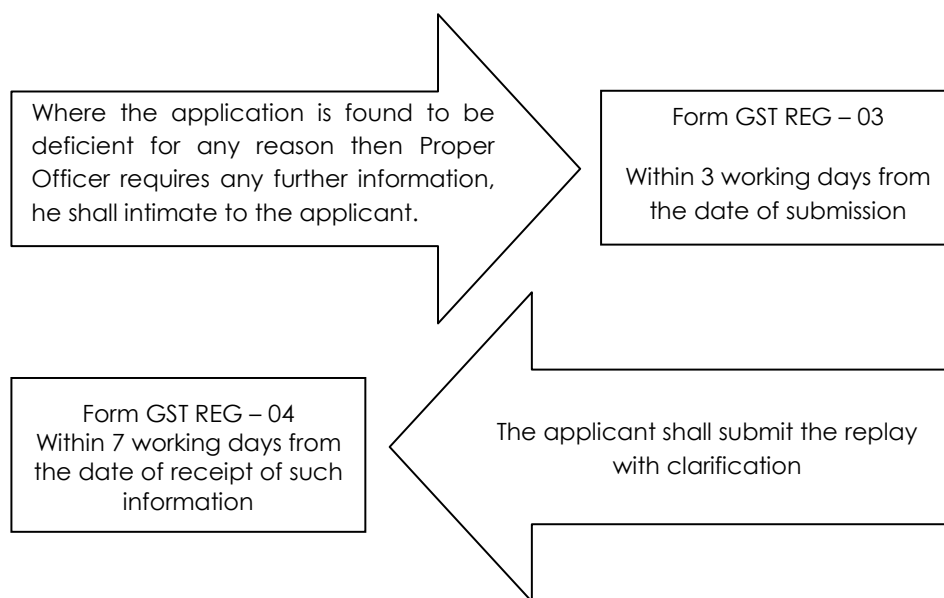 Where the application is found to be
deficient for any reason then Proper
Officer requires any further information,
he shall intimate to the applicant.
Form GST REG – 03
Within 3 working days from
the date of submission
Form GST REG – 04
Within 7 working days from
the date of receipt of such
information
The applicant shall submit the replay
with clarification